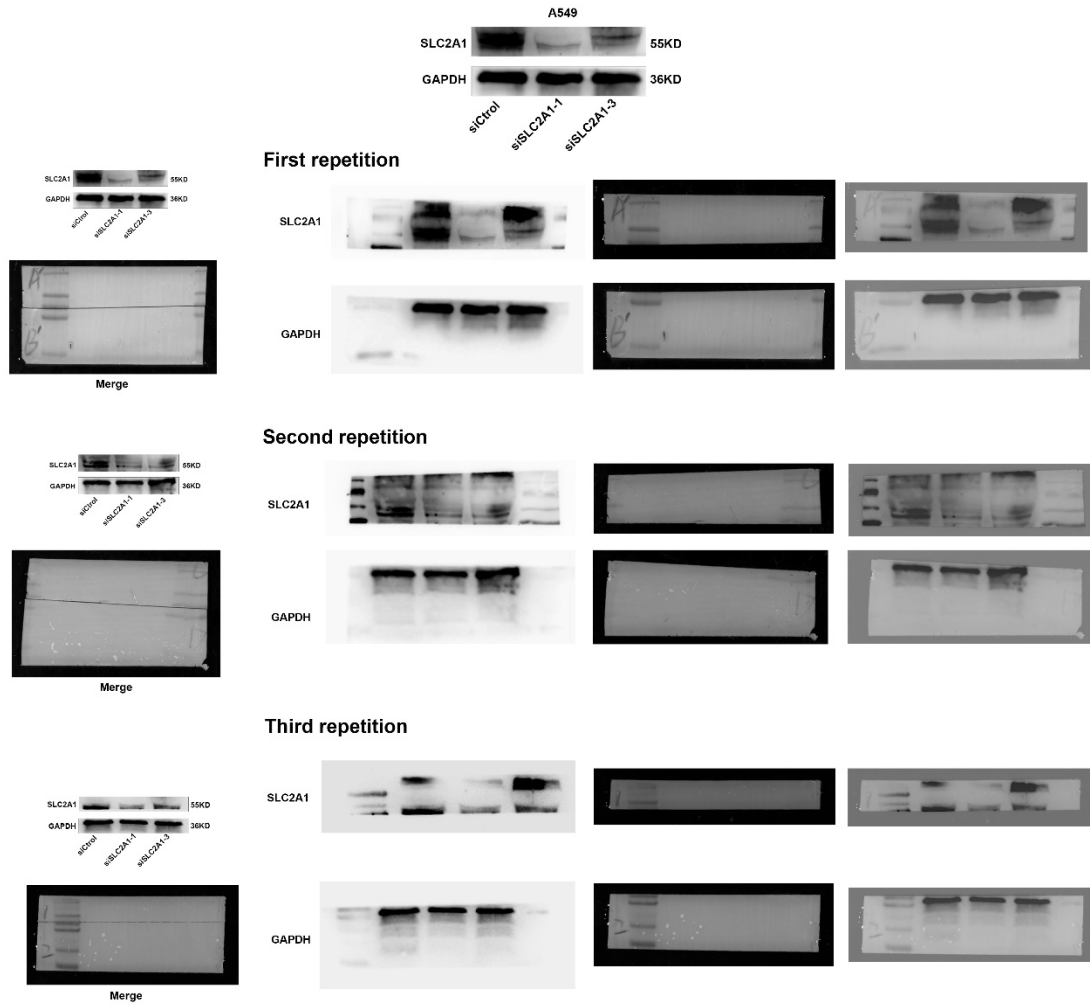 A549
SLC2A1 55KD
GAPDH 36KD
siCtrol siSLC2A1-1 siSLC2A1-3
First repetition
SLC2A1 55KD
GAPDH 36KD
siCtrol siSLC2A1-1 siSLC2A1-3
SLC2A1
GAPDH
A'
B'
Merge
Second repetition
SLC2A1 55KD
GAPDH 36KD
siCtrol siSLC2A1-1 siSLC2A1-3
SLC2A1
GAPDH
Merge
Third repetition
SLC2A1 55KD
GAPDH 36KD
siCtrol siSLC2A1-1 siSLC2A1-3
SLC2A1
GAPDH
Merge